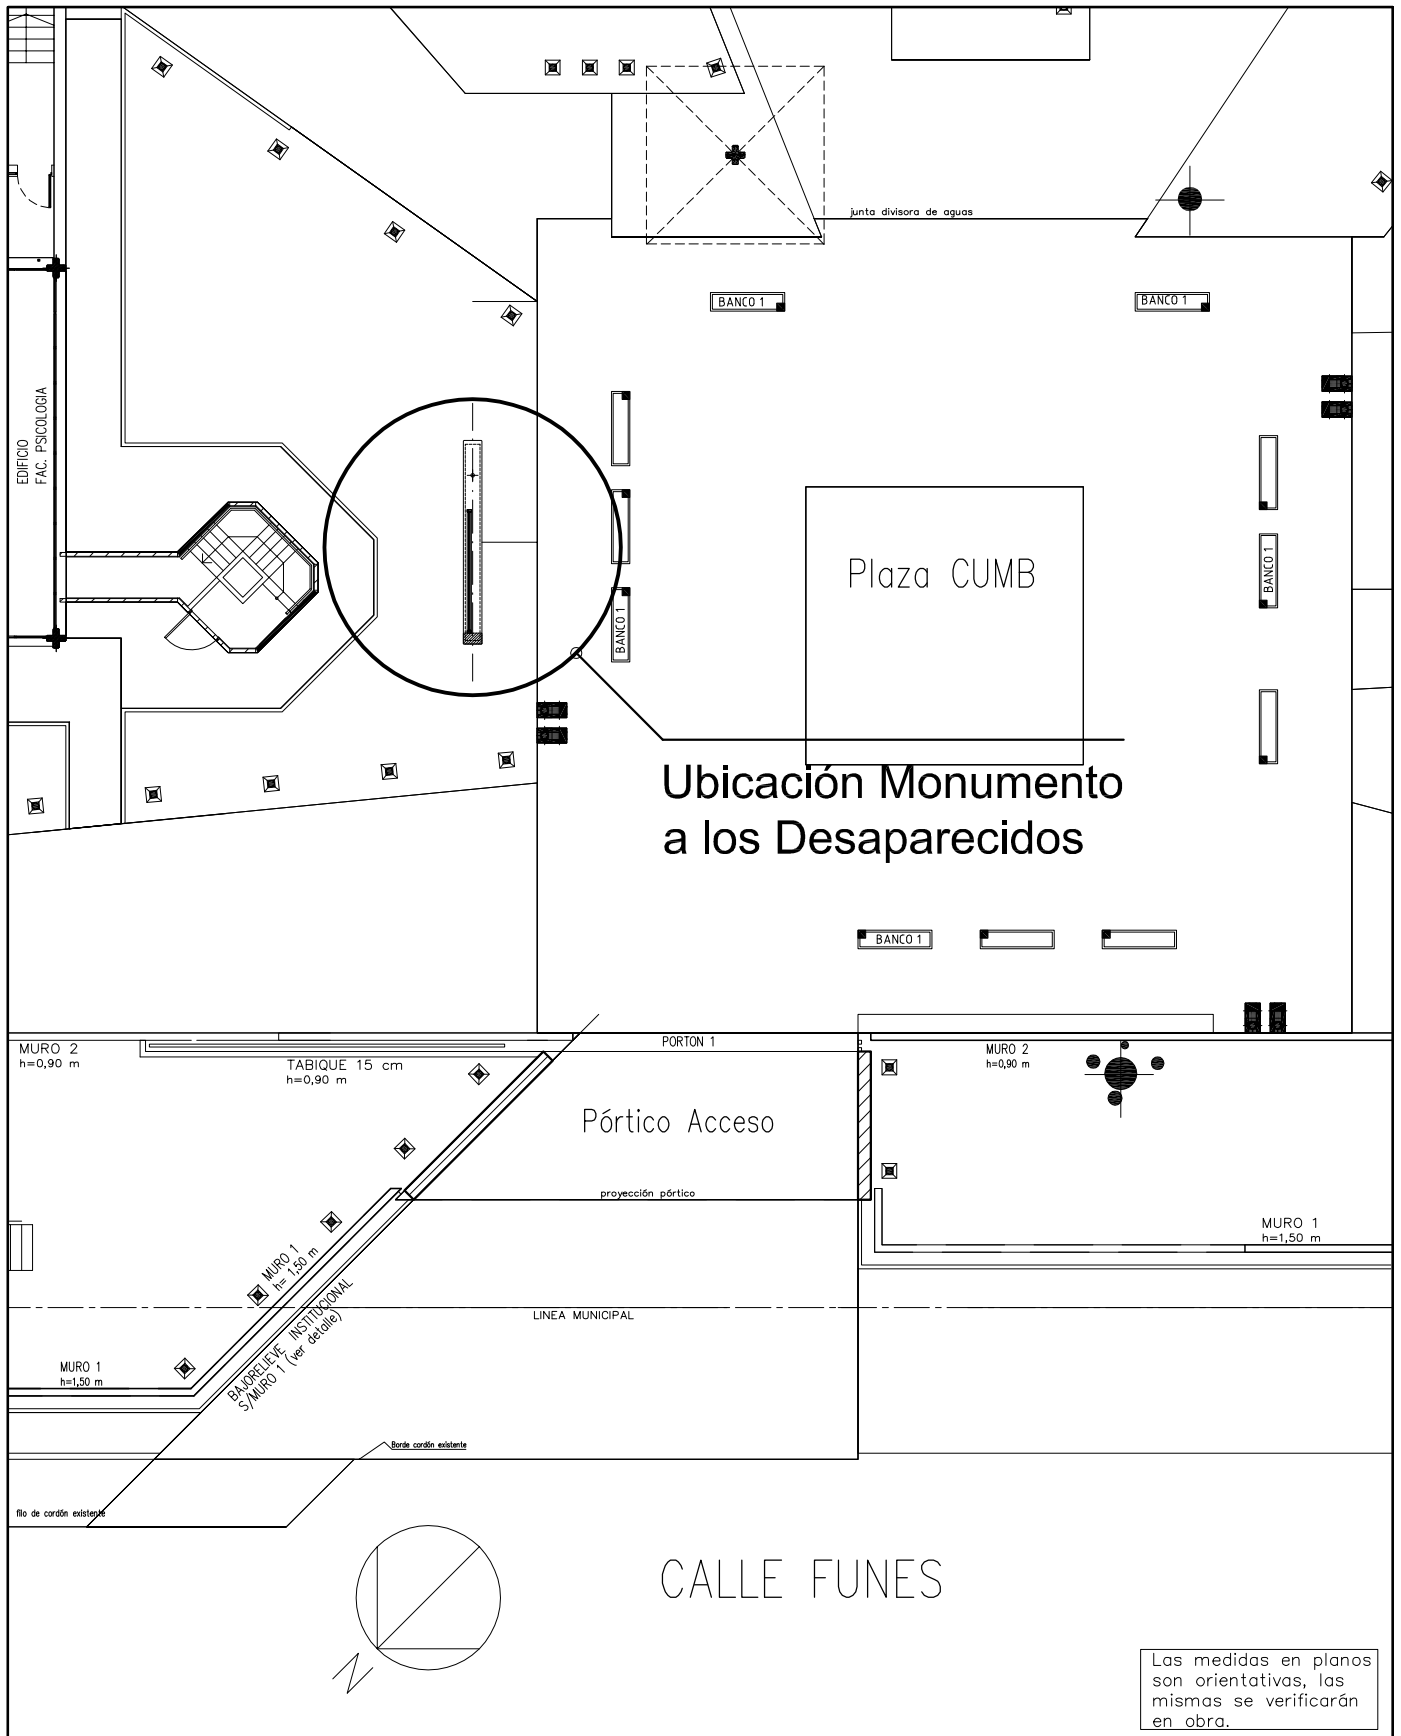 junta divisora de aguas
BANCO 1
BANCO 1
EDIFICIO
FAC. PSICOLOGIA
BANCO 1
Plaza CUMB
BANCO 1
Ubicación Monumento
a los Desaparecidos
BANCO 1
MURO 2
h=0,90 m
TABIQUE 15 cm
h=0,90 m
PORTON 1
MURO 2
h=0,90 m
Pórtico Acceso
proyección pórtico
MURO 1
h= 1,50 m
MURO 1
h=1,50 m
BAJORELIEVE INSTITUCIONAL
S/MURO 1 (ver detalle)
LINEA MUNICIPAL
MURO 1
h=1,50 m
Borde cordón existente
filo de cordón existente
CALLE FUNES
N
Las medidas en planos
son orientativas, las
mismas se verificarán
en obra.